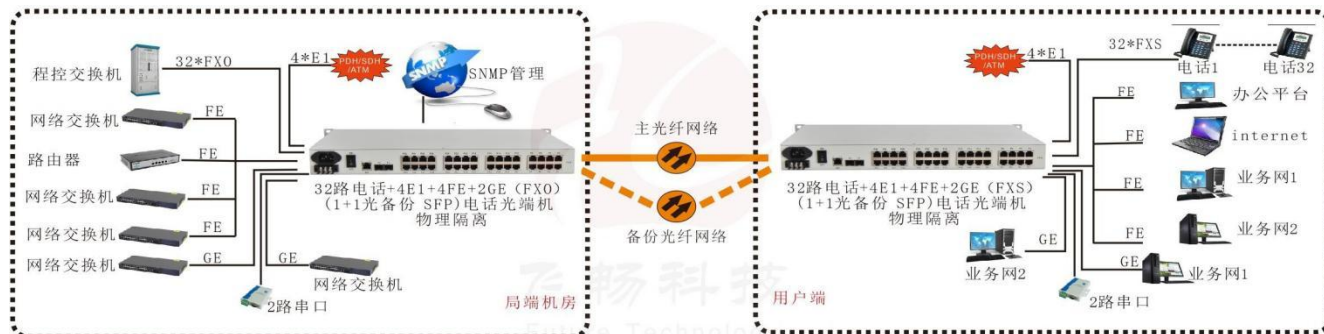 程控交换机
32*FXO
4*E1
PDH/SDH
/ATM
SNMP
SNMP管理
网络交换机
FE
路由器
FE
网络交换机
FE
网络交换机
FE
网络交换机
GE
GE
网络交换机
2路串口
32路电话+4E1+4FE+2GE (FXO)
(1+1光备份 SFP)电话光端机
物理隔离
局端机房
主光纤网络
备份光纤网络
飞畅科技
Future Technolo
PDH/SDH
/ATM
4*E1
32*FXS
电话1
电话32
FE
办公平台
FE
internet
FE
业务网1
FE
业务网2
GE
业务网1
GE
业务网2
2路串口
32路电话+4E1+4FE+2GE (FXS)
(1+1光备份 SFP)电话光端机
物理隔离
用户端